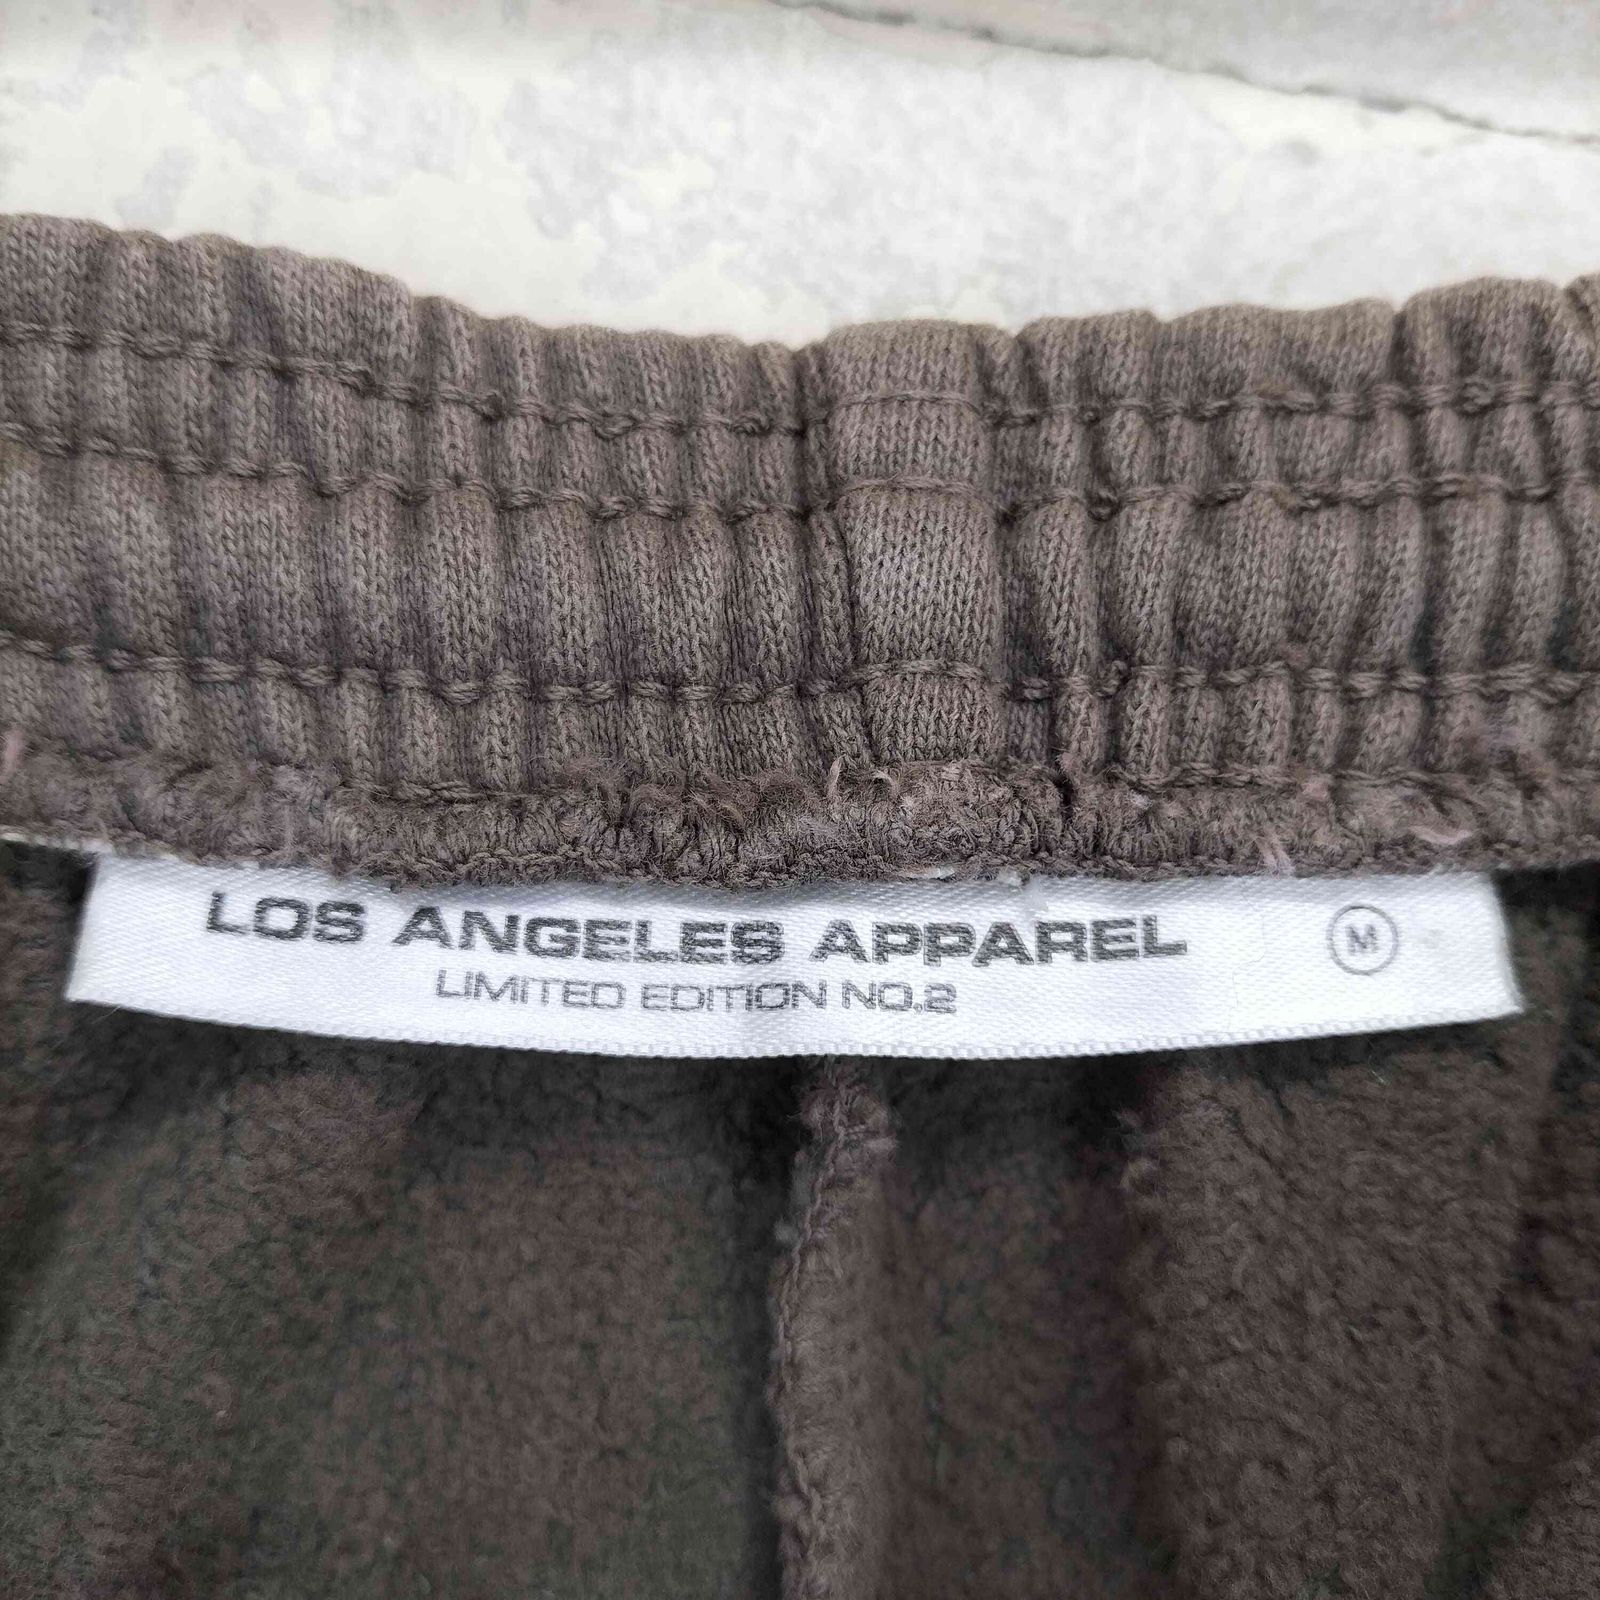 LOS ANGELES APPAREL M
LIMITED EDITION NO.2